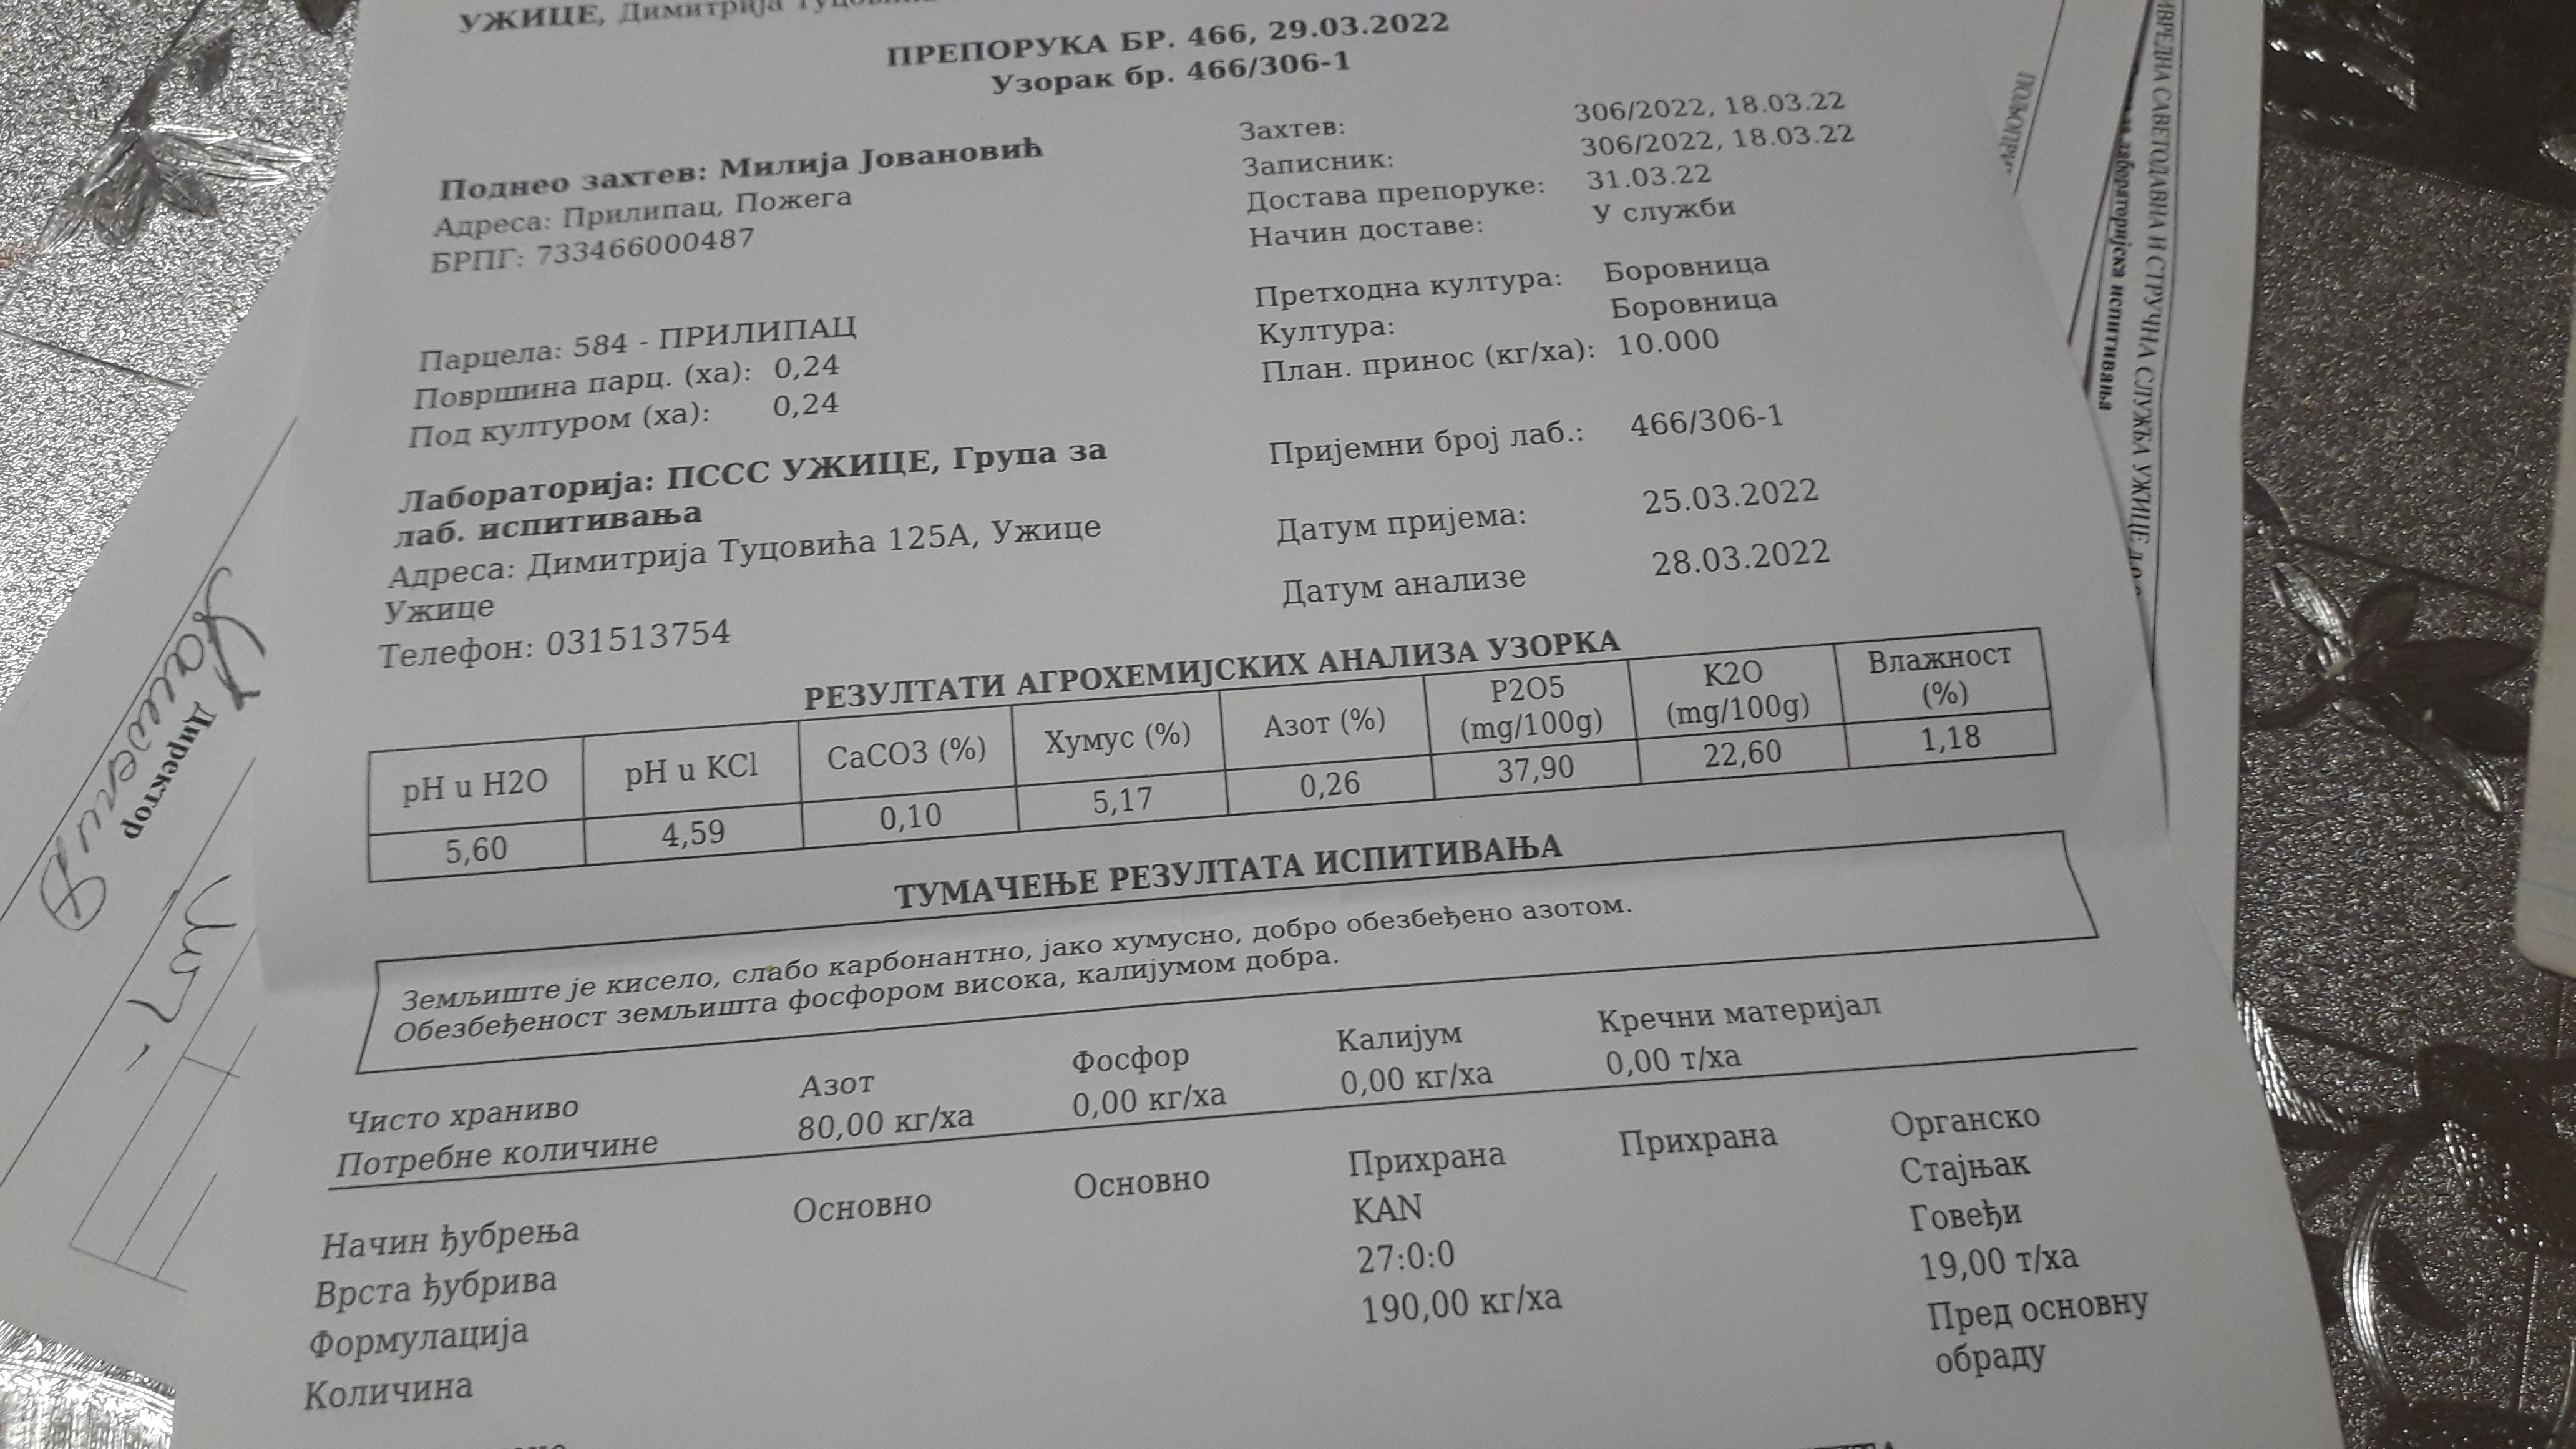 УЖИЦЕ, Димитрија Туцовића
ПРЕПОРУКА БР. 466, 29.03.2022
Узорак бр. 466/306-1
Поднео захтев: Милија Јовановић
Адреса: Прилипац, Пожега
БРПГ: 733466000487
Захтев: 306/2022, 18.03.22
Записник: 306/2022, 18.03.22
Достава препоруке: 31.03.22
Начин доставе: У служби
Парцела: 584 - ПРИЛИПАЦ
Површина парц. (ха): 0,24
Под културом (ха): 0,24
Претходна култура: Боровница
Култура: Боровница
План. принос (кг/ха): 10.000
Лабораторија: ПССС УЖИЦЕ, Група за
лаб. испитивања
Адреса: Димитрија Туцовића 125А, Ужице
Ужице
Телефон: 031513754
Пријемни број лаб.: 466/306-1
Датум пријема: 25.03.2022
Датум анализе 28.03.2022
РЕЗУЛТАТИ АГРОХЕМИЈСКИХ АНАЛИЗА УЗОРКА
pH u H2O pH u KCl CaCO3 (%) Хумус (%) Азот (%) P2O5 (mg/100g) K2O (mg/100g) Влажност (%)
5,60 4,59 0,10 5,17 0,26 37,90 22,60 1,18
ТУМАЧЕЊЕ РЕЗУЛТАТА ИСПИТИВАЊА
Земљиште је кисело, слабо карбонантно, јако хумусно, добро обезбеђено азотом.
Обезбеђеност земљишта фосфором висока, калијумом добра.
Чисто храниво Азот Фосфор Калијум Кречни материјал
Потребне количине 80,00 кг/ха 0,00 кг/ха 0,00 кг/ха 0,00 т/ха
Начин ђубрења Основно Основно Прихрана Прихрана Органско
Врста ђубрива KAN Стајњак
Формулација 27:0:0 Говеђи
Количина 190,00 кг/ха 19,00 т/ха
Пред основну
обраду
Директор
САВЕТОДАВНА И СТРУЧНА СЛУЖБА УЖИЦЕ д.о
лабораторијска испитивања